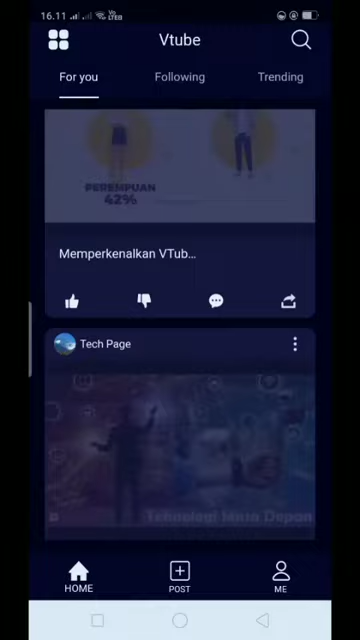 16.11
Vtube
For you
Following
Trending
PEREMPUAN
42%
Memperkenalkan VTub...
Tech Page
Teknologi Masa Depan
HOME
POST
ME